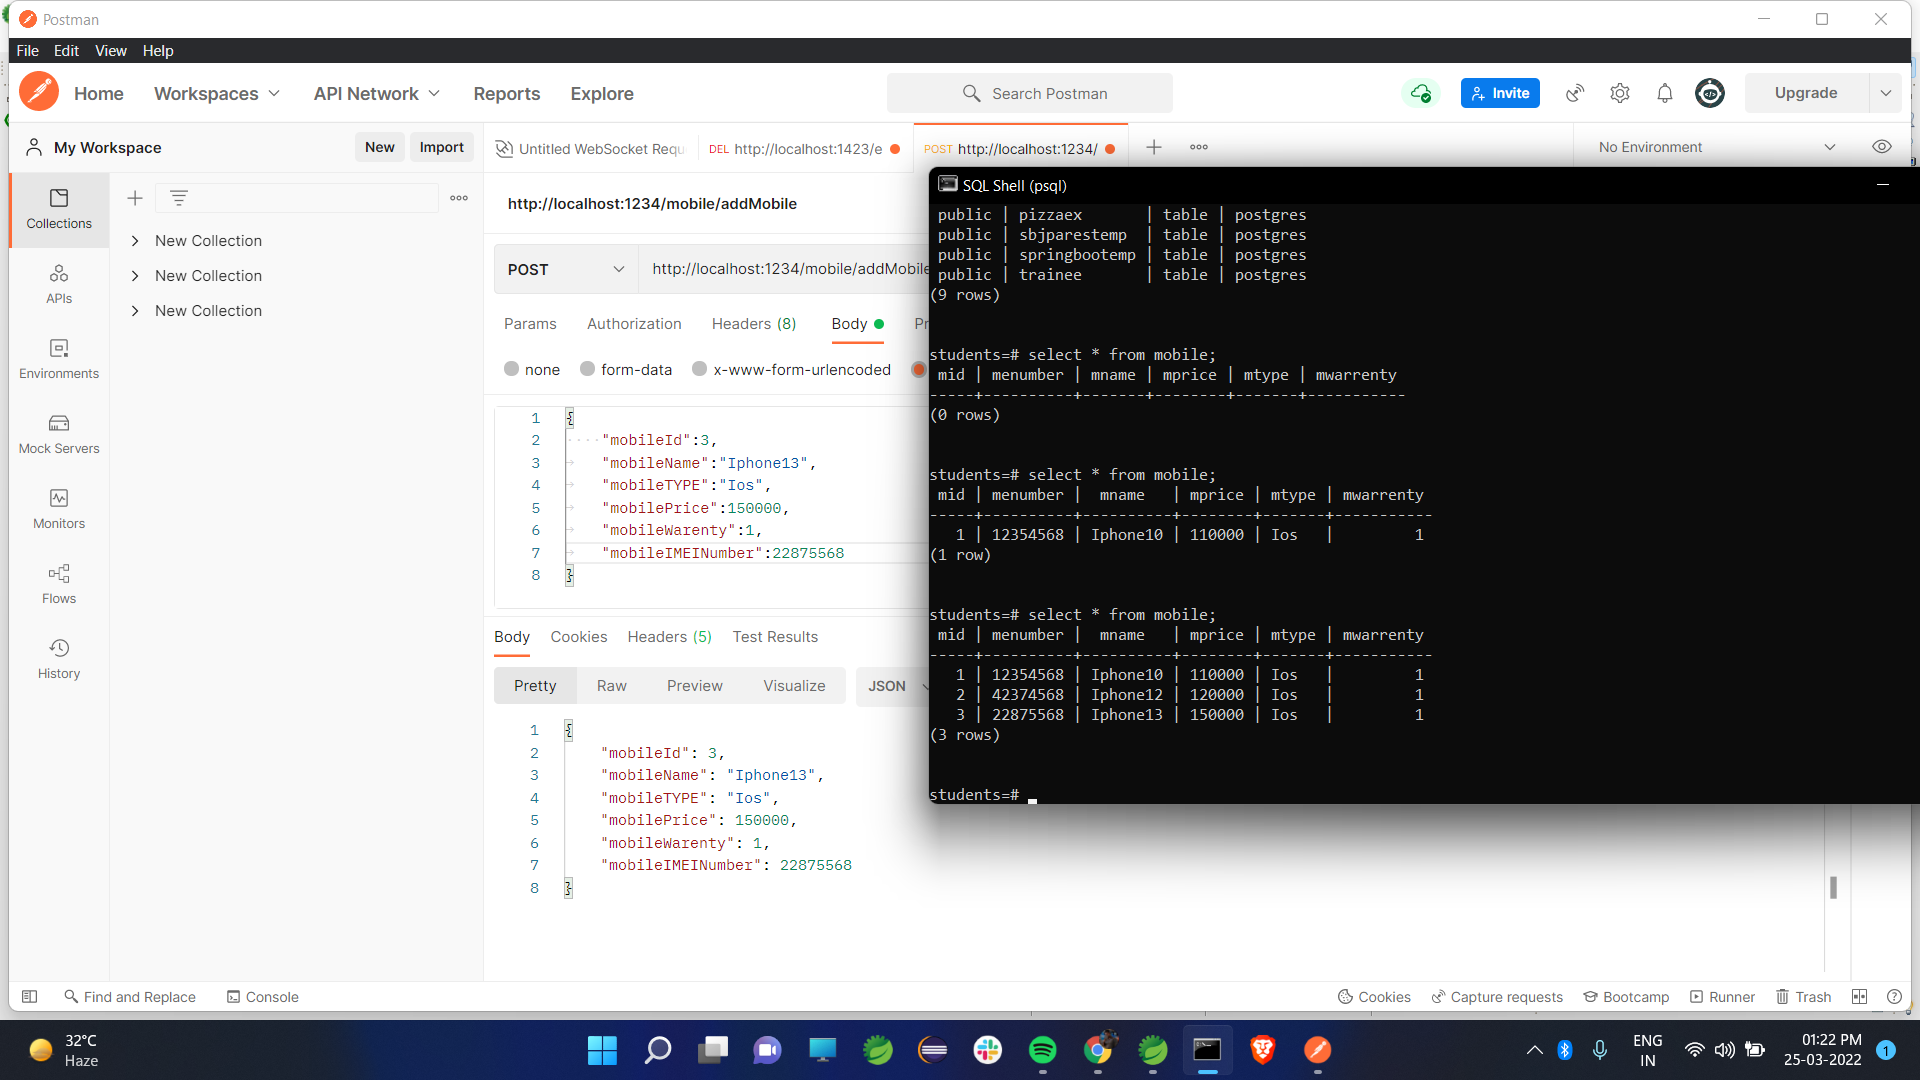 Postman
File Edit View Help
Home Workspaces API Network Reports Explore Search Postman Invite Upgrade
My Workspace New Import Untitled WebSocket Requ DEL http://localhost:1423/e POST http://localhost:1234/ No Environment
Collections
APIs
Environments
Mock Servers
Monitors
Flows
History
New Collection
New Collection
New Collection
http://localhost:1234/mobile/addMobile
POST http://localhost:1234/mobile/addMobile
Params Authorization Headers (8) Body Pr
none form-data x-www-form-urlencoded
1 {
2 "mobileId":3,
3 "mobileName":"Iphone13",
4 "mobileTYPE":"Ios",
5 "mobilePrice":150000,
6 "mobileWarenty":1,
7 "mobileIMEINumber":22875568
8 }
Body Cookies Headers (5) Test Results
Pretty Raw Preview Visualize JSON
1 {
2 "mobileId": 3,
3 "mobileName": "Iphone13",
4 "mobileTYPE": "Ios",
5 "mobilePrice": 150000,
6 "mobileWarenty": 1,
7 "mobileIMEINumber": 22875568
8 }
SQL Shell (psql)
public | pizzaex | table | postgres
public | sbjparestemp | table | postgres
public | springbootemp | table | postgres
public | trainee | table | postgres
(9 rows)
students=# select * from mobile;
mid | menumber | mname | mprice | mtype | mwarrenty
-----+----------+-------+--------+-------+-----------
(0 rows)
students=# select * from mobile;
mid | menumber | mname | mprice | mtype | mwarrenty
-----+----------+----------+--------+-------+-----------
1 | 12354568 | Iphone10 | 110000 | Ios | 1
(1 row)
students=# select * from mobile;
mid | menumber | mname | mprice | mtype | mwarrenty
-----+----------+----------+--------+-------+-----------
1 | 12354568 | Iphone10 | 110000 | Ios | 1
2 | 42374568 | Iphone12 | 120000 | Ios | 1
3 | 22875568 | Iphone13 | 150000 | Ios | 1
(3 rows)
students=#
Find and Replace Console Cookies Capture requests Bootcamp Runner Trash
32°C
Haze
ENG
IN
01:22 PM
25-03-2022
1